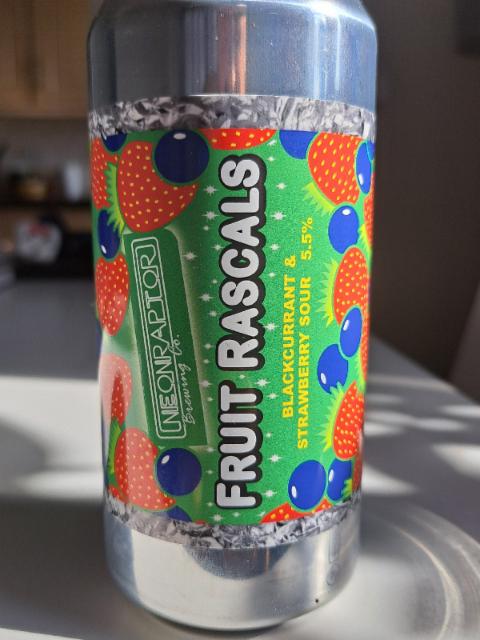 NEONRAPTOR
Brewing Co.
FRUIT RASCALS
BLACKCURRANT &
STRAWBERRY SOUR 5.5%